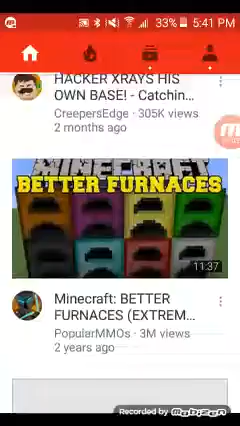 33% 5:41 PM
HACKER XRAYS HIS
OWN BASE! - Catchin...
CreepersEdge · 305K views
2 months ago
MINECRAFT
BETTER FURNACES
11:37
Minecraft: BETTER
FURNACES (EXTREM...
PopularMMOs · 3M views
2 years ago
Recorded by Mobizen